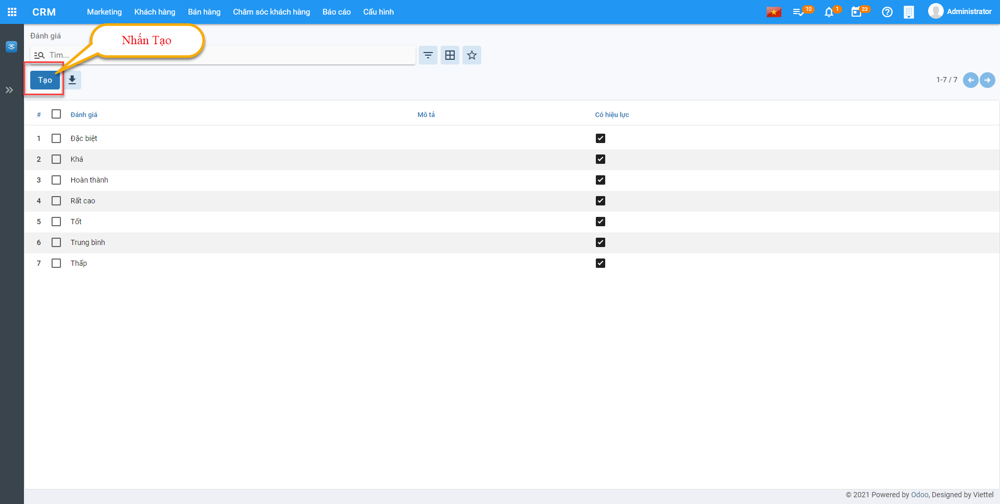 CRM Marketing Khách hàng Bán hàng Chăm sóc khách hàng Báo cáo Cấu hình 10 1 23 Administrator
Đánh giá
Nhấn Tạo
Tìm...
Tạo
1-7 / 7
# Đánh giá Mô tả Có hiệu lực
1 Đặc biệt
2 Khá
3 Hoàn thành
4 Rất cao
5 Tốt
6 Trung bình
7 Thấp
© 2021 Powered by Odoo, Designed by Viettel